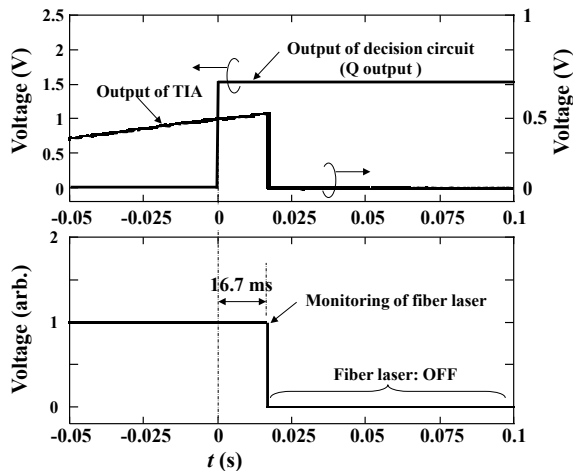 2.5
2
1.5
1
0.5
0
Voltage (V)
Output of decision circuit
(Q output )
Output of TIA
1
0.5
0
Voltage (V)
-0.05
-0.025
0
0.025
0.05
0.075
0.1
2
1
0
Voltage (arb.)
16.7 ms
Monitoring of fiber laser
Fiber laser: OFF
-0.05
-0.025
0
0.025
0.05
0.075
0.1
t (s)